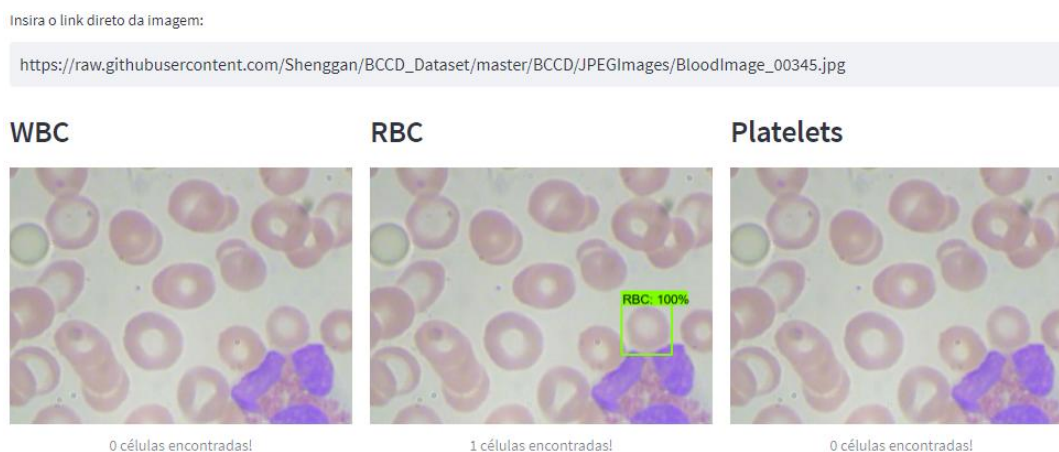 Insira o link direto da imagem:
https://raw.githubusercontent.com/Shenggan/BCCD_Dataset/master/BCCD/JPEGImages/BloodImage_00345.jpg
WBC
RBC
Platelets
RBC: 100%
0 células encontradas!
1 células encontradas!
0 células encontradas!